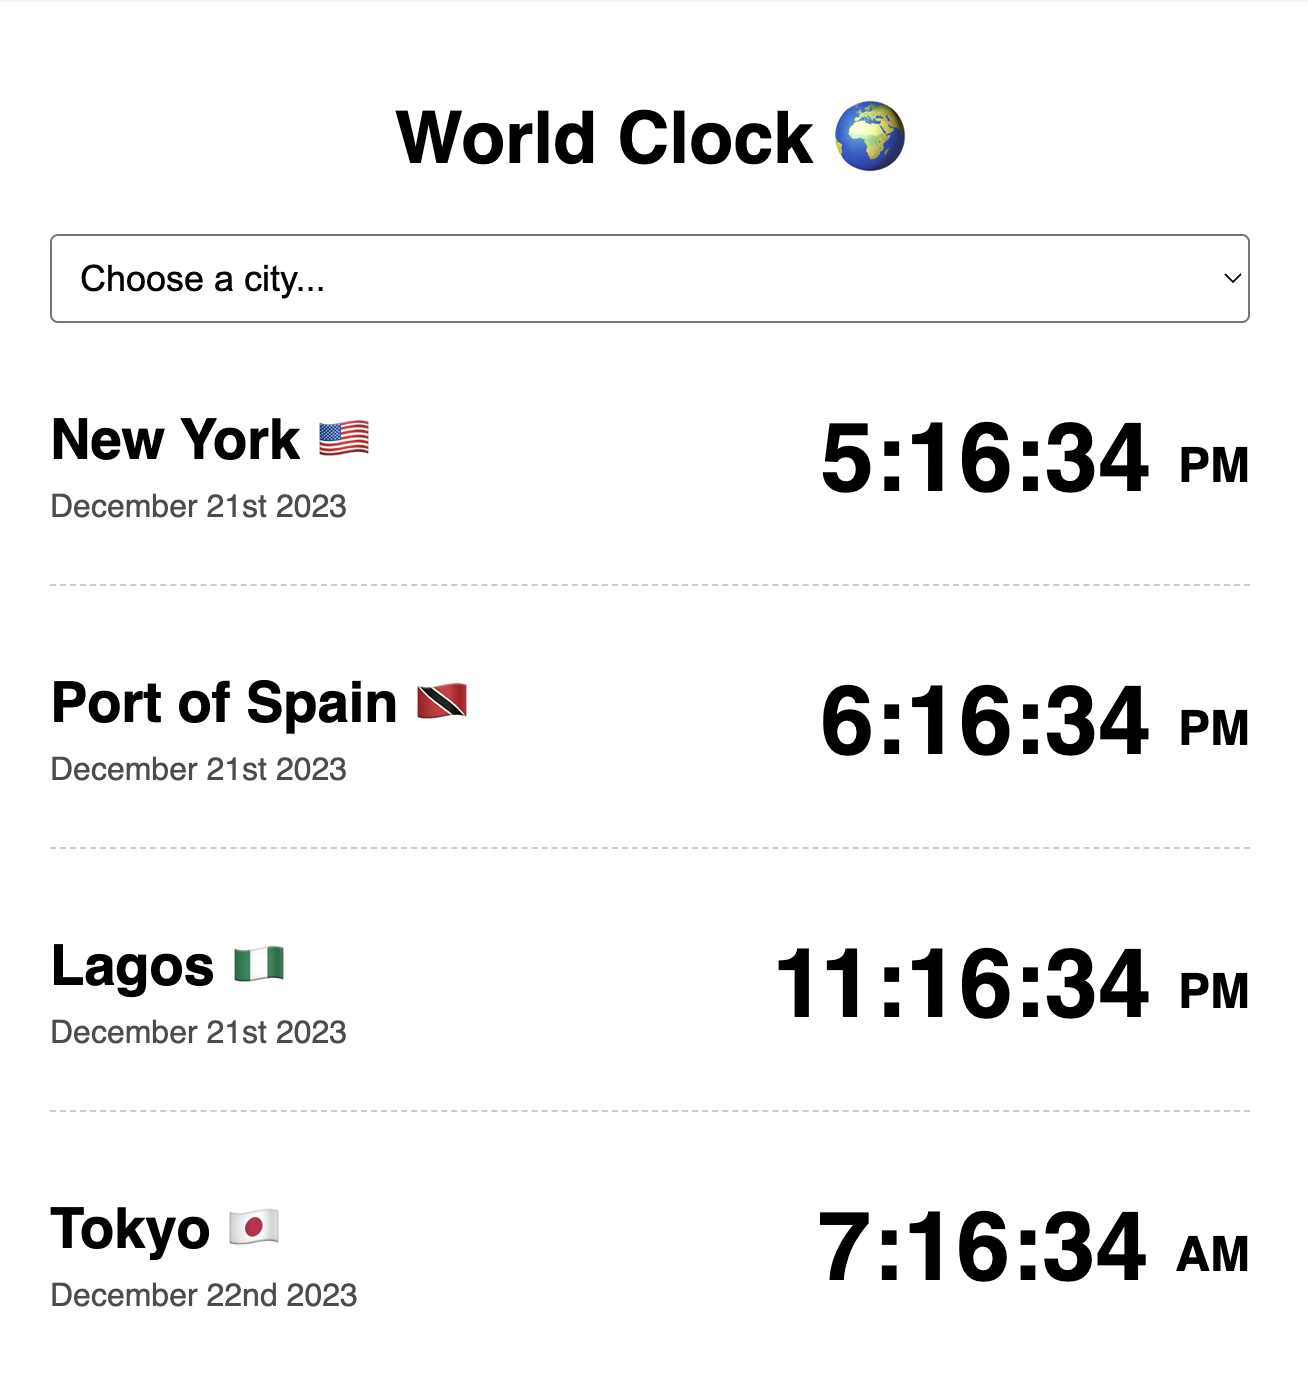 World Clock 🌍
Choose a city...
New York 🇺🇸
5:16:34 PM
December 21st 2023
Port of Spain 🇹🇹
6:16:34 PM
December 21st 2023
Lagos 🇳🇬
11:16:34 PM
December 21st 2023
Tokyo 🇯🇵
7:16:34 AM
December 22nd 2023